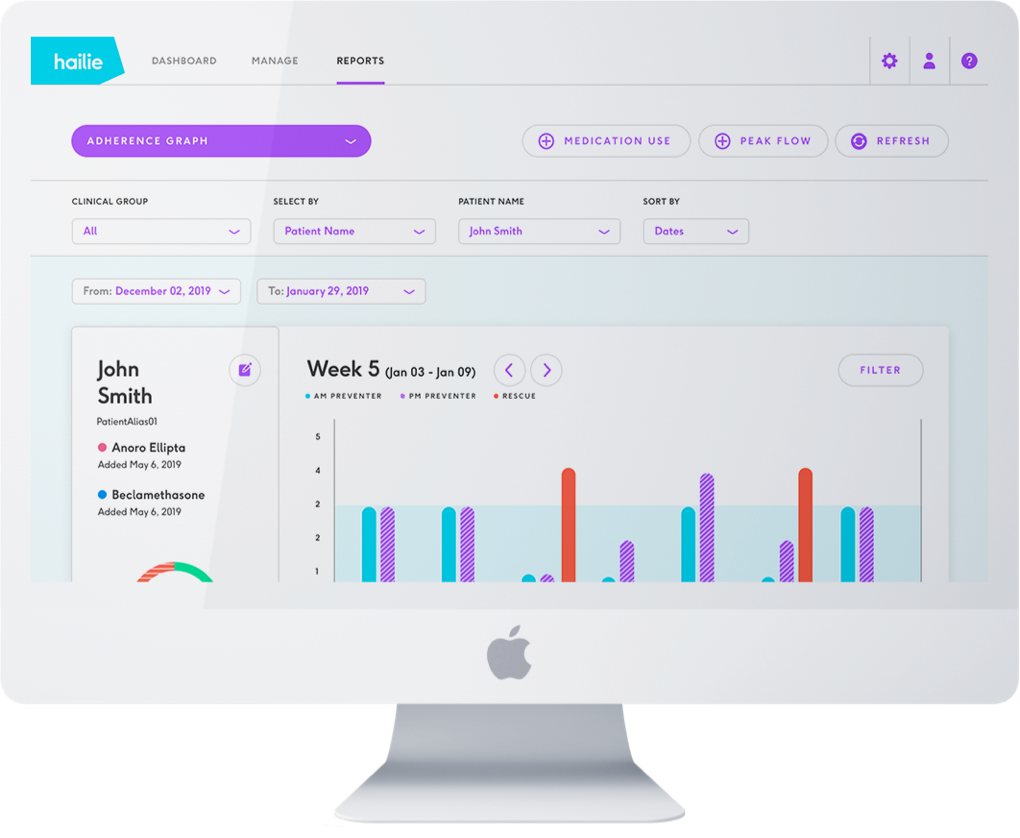 hailie DASHBOARD MANAGE REPORTS ?
ADHERENCE GRAPH MEDICATION USE PEAK FLOW REFRESH
CLINICAL GROUP SELECT BY PATIENT NAME SORT BY
All Patient Name John Smith Dates
From: December 02, 2019 To: January 29, 2019
John
Smith
PatientAlias01
Anoro Ellipta
Added May 6, 2019
Beclamethasone
Added May 6, 2019
Week 5 (Jan 03 - Jan 09) FILTER
AM PREVENTER PM PREVENTER RESCUE
5
4
2
2
1